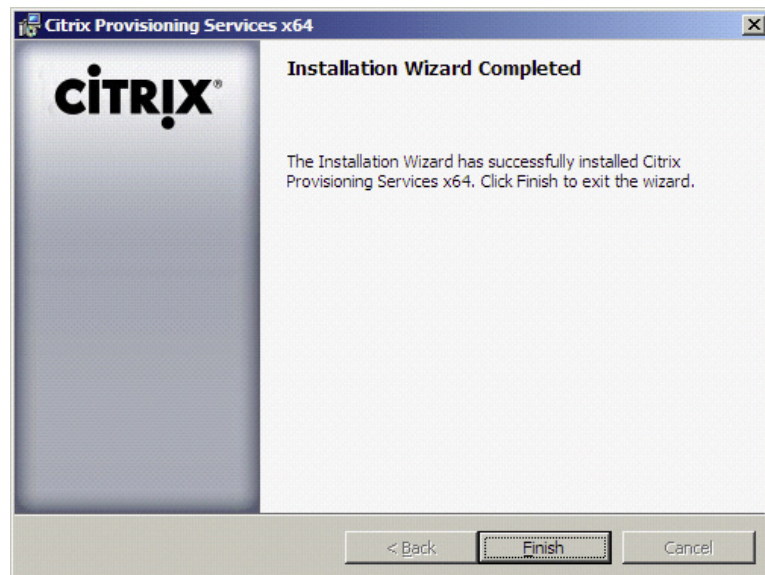 Citrix Provisioning Services x64
CITRIX®
Installation Wizard Completed
The Installation Wizard has successfully installed Citrix
Provisioning Services x64. Click Finish to exit the wizard.
< Back
Finish
Cancel